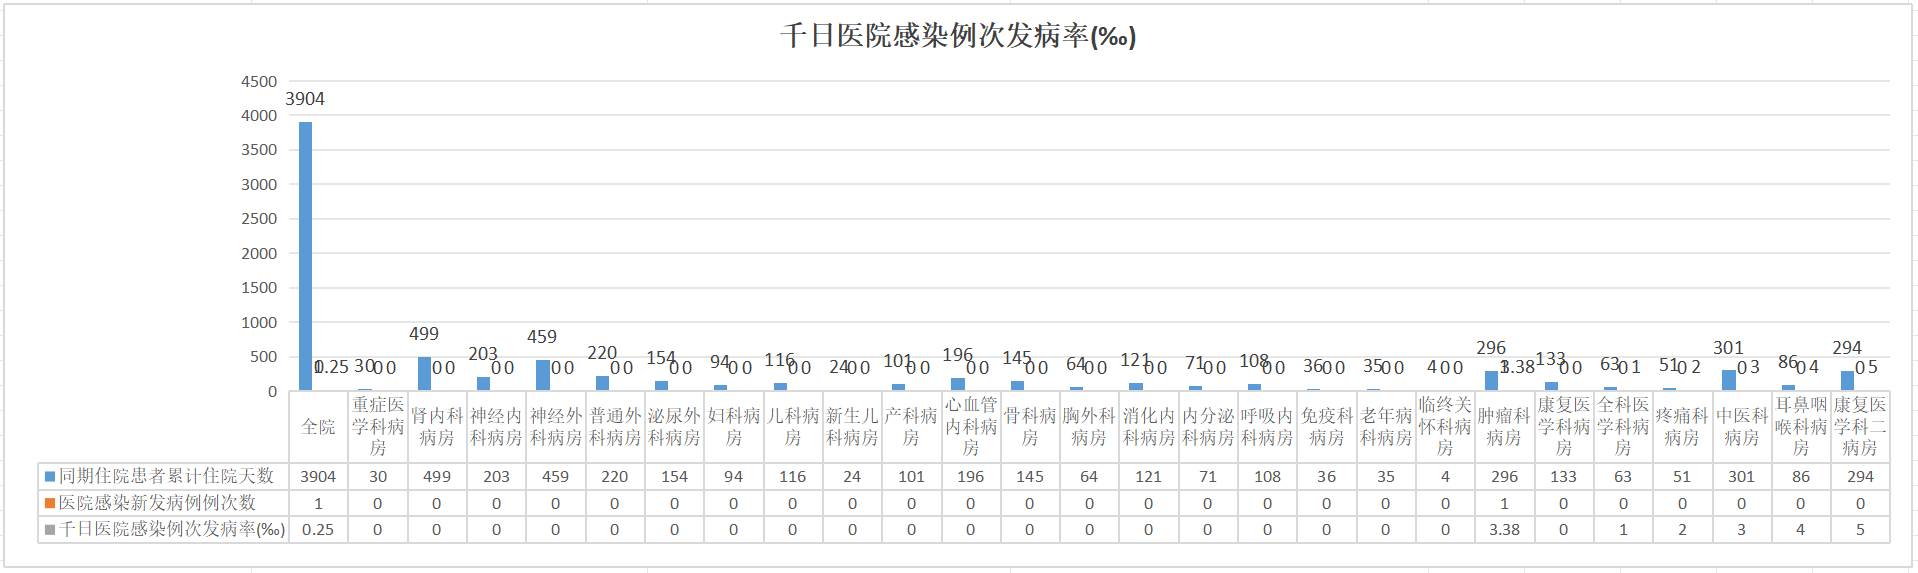 千日医院感染例次发病率(‰)
4500
4000
3500
3000
2500
2000
1500
1000
500
0
3904 1 0.25
30 0 0
499 0 0
203 0 0
459 0 0
220 0 0
154 0 0
94 0 0
116 0 0
24 0 0
101 0 0
196 0 0
145 0 0
64 0 0
121 0 0
71 0 0
108 0 0
36 0 0
35 0 0
4 0 0
296 1 3.38
133 0 0
63 0 1
51 0 2
301 0 3
86 0 4
294 0 5
全院
重症医
学科病
房
肾内科
病房
神经内
科病房
神经外
科病房
普通外
科病房
泌尿外
科病房
妇科病
房
儿科病
房
新生儿
科病房
产科病
房
心血管
内科病
房
骨科病
房
胸外科
病房
消化内
科病房
内分泌
科病房
呼吸内
科病房
免疫科
病房
老年病
科病房
临终关
怀科病
房
肿瘤科
病房
康复医
学科病
房
全科医
学科病
房
疼痛科
病房
中医科
病房
耳鼻咽
喉科病
房
康复医
学科二
病房
同期住院患者累计住院天数 3904 30 499 203 459 220 154 94 116 24 101 196 145 64 121 71 108 36 35 4 296 133 63 51 301 86 294
医院感染新发病例例次数 1 0 0 0 0 0 0 0 0 0 0 0 0 0 0 0 0 0 0 0 1 0 0 0 0 0 0
千日医院感染例次发病率(‰) 0.25 0 0 0 0 0 0 0 0 0 0 0 0 0 0 0 0 0 0 0 3.38 0 1 2 3 4 5